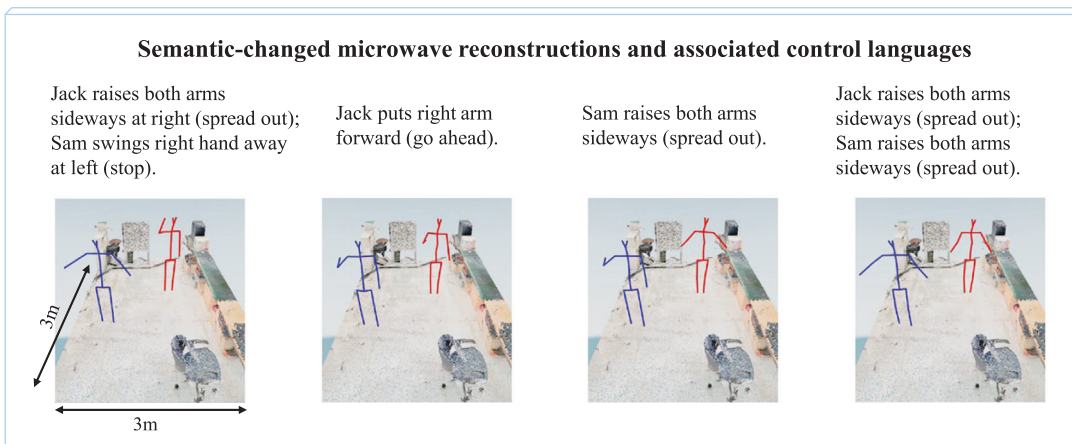 Semantic-changed microwave reconstructions and associated control languages
Jack raises both arms
sideways at right (spread out);
Sam swings right hand away
at left (stop).
Jack puts right arm
forward (go ahead).
Sam raises both arms
sideways (spread out).
Jack raises both arms
sideways (spread out);
Sam raises both arms
sideways (spread out).
3m
3m